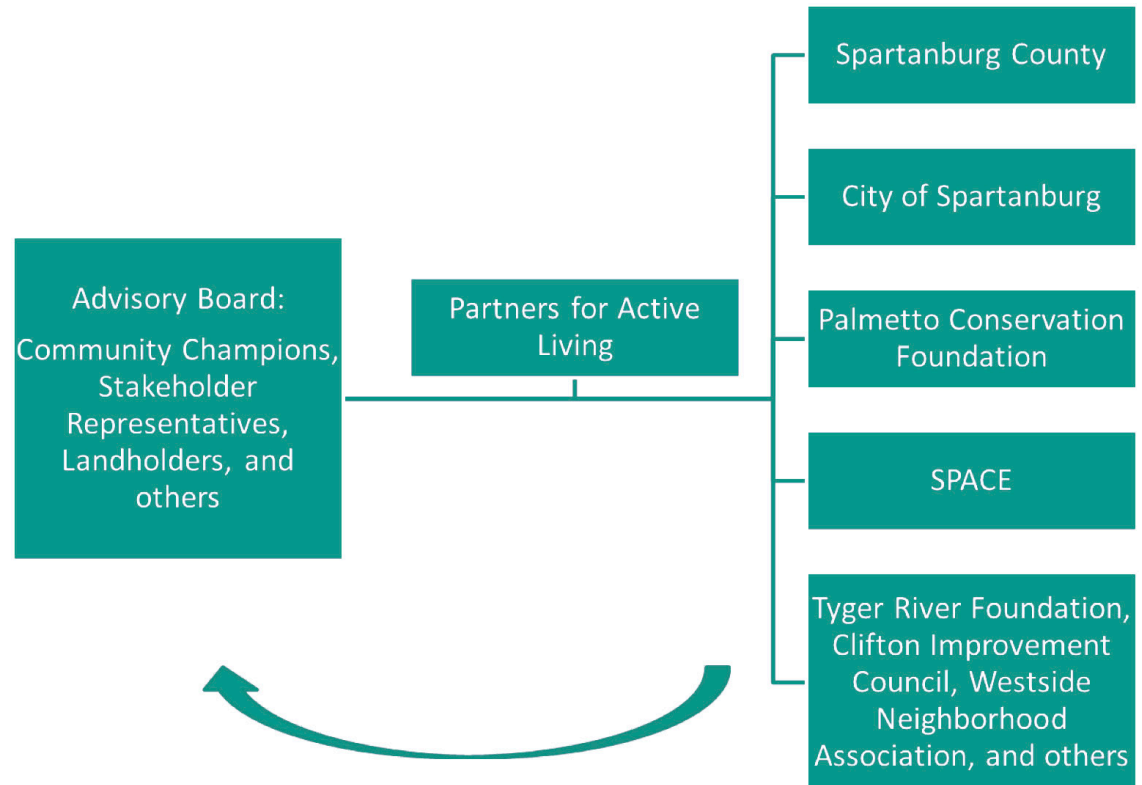 Advisory Board:
Community Champions,
Stakeholder
Representatives,
Landholders, and
others
Partners for Active
Living
Spartanburg County
City of Spartanburg
Palmetto Conservation
Foundation
SPACE
Tyger River Foundation,
Clifton Improvement
Council, Westside
Neighborhood
Association, and others